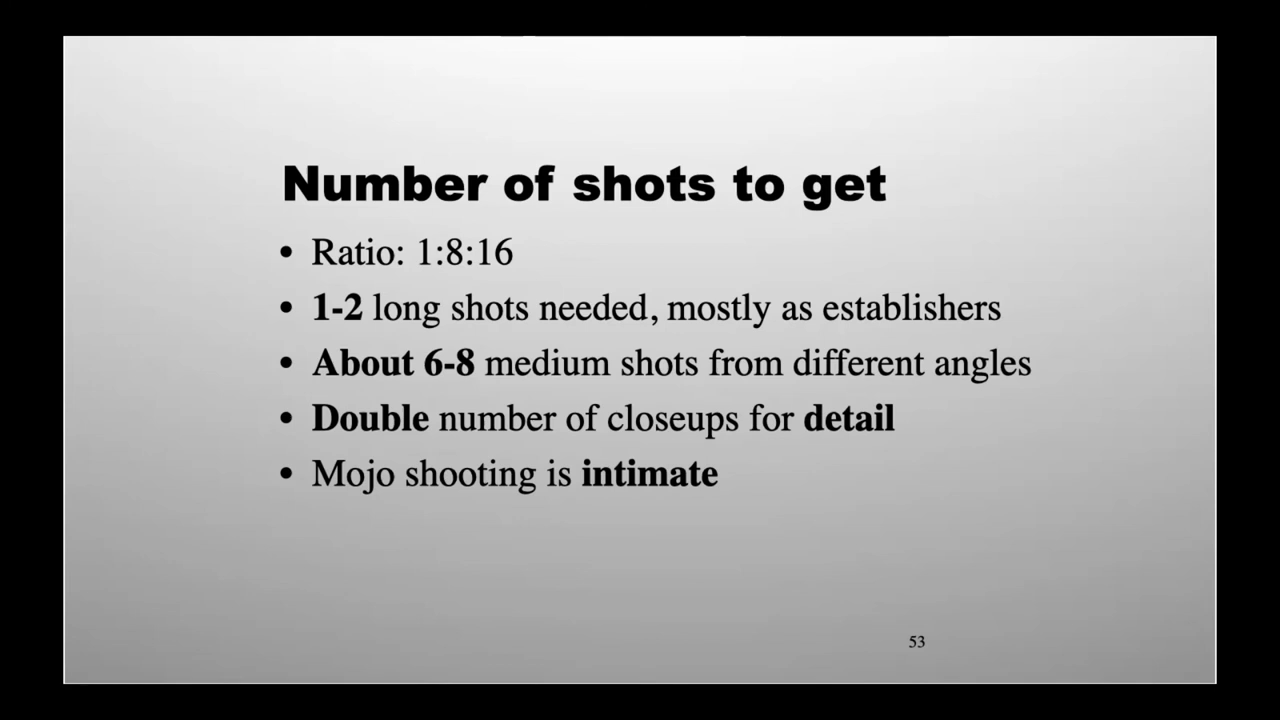 Number of shots to get
• Ratio: 1:8:16
• 1-2 long shots needed, mostly as establishers
• About 6-8 medium shots from different angles
• Double number of closeups for detail
• Mojo shooting is intimate
53